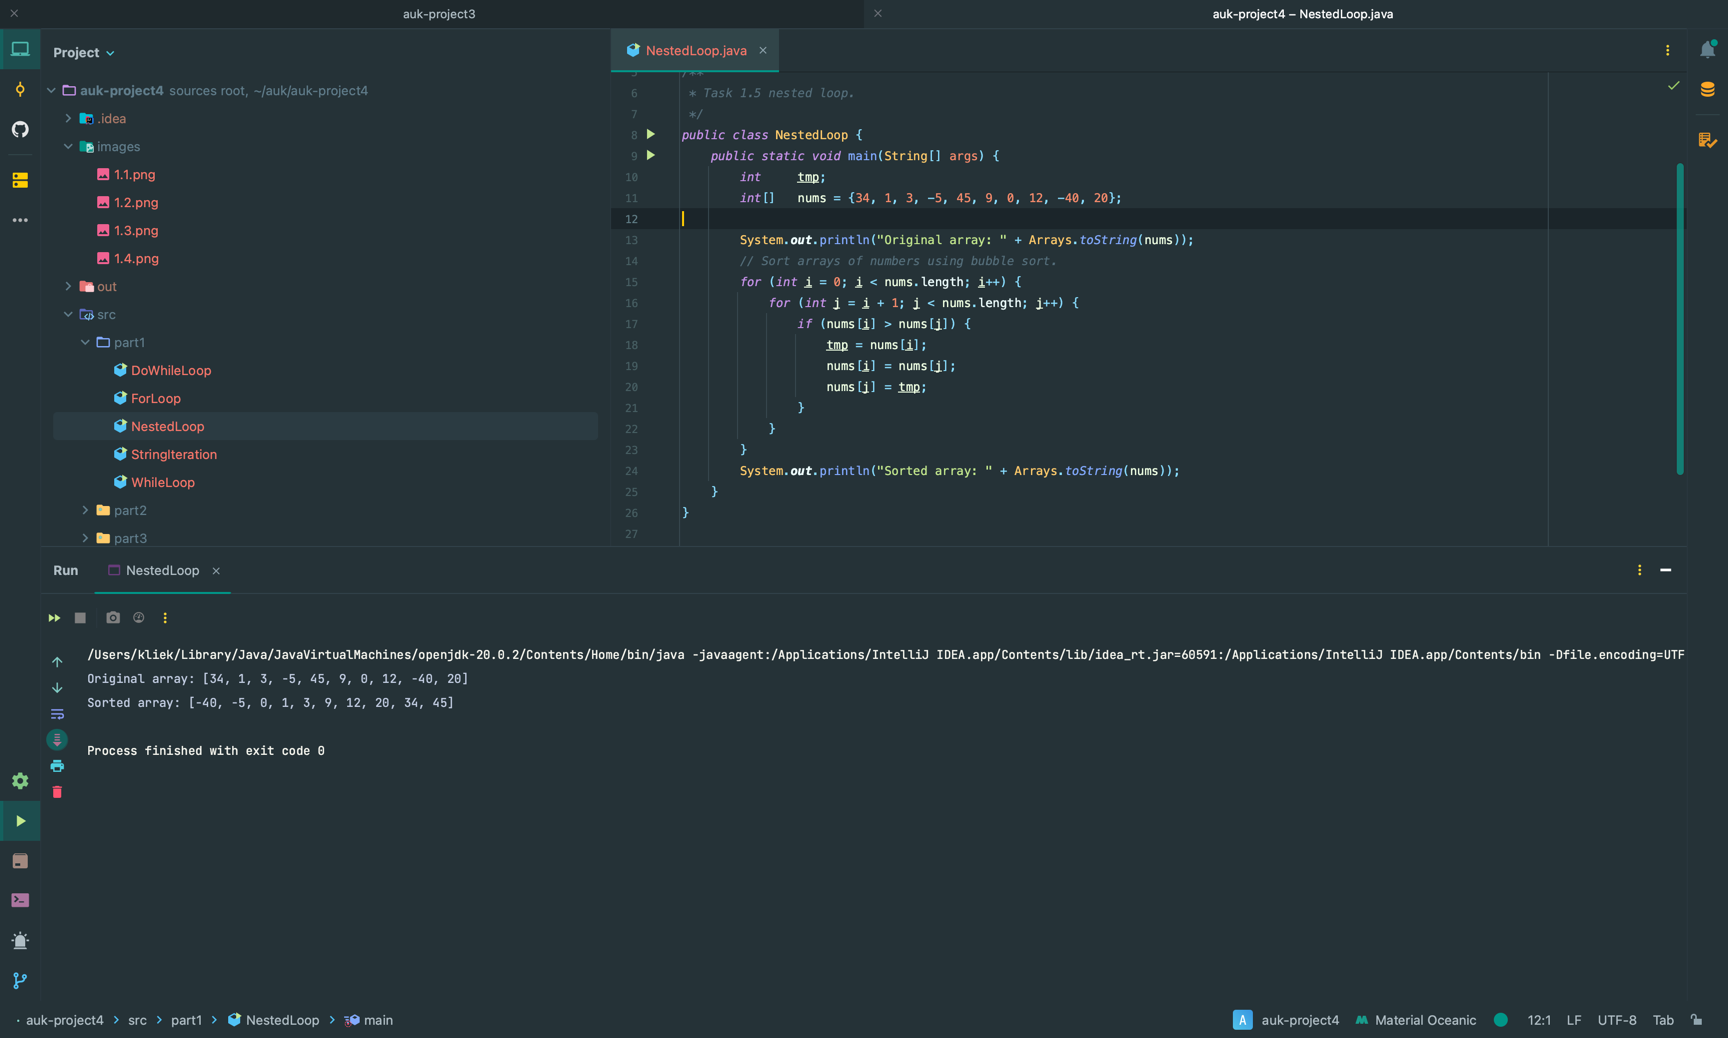 auk-project3
auk-project4 – NestedLoop.java
Project
auk-project4 sources root, ~/auk/auk-project4
.idea
images
1.1.png
1.2.png
1.3.png
1.4.png
out
src
part1
DoWhileLoop
ForLoop
NestedLoop
StringIteration
WhileLoop
part2
part3
NestedLoop.java
5 /**
6 * Task 1.5 nested loop.
7 */
8 public class NestedLoop {
9 public static void main(String[] args) {
10 int tmp;
11 int[] nums = {34, 1, 3, -5, 45, 9, 0, 12, -40, 20};
12
13 System.out.println("Original array: " + Arrays.toString(nums));
14 // Sort arrays of numbers using bubble sort.
15 for (int i = 0; i < nums.length; i++) {
16 for (int j = i + 1; j < nums.length; j++) {
17 if (nums[i] > nums[j]) {
18 tmp = nums[i];
19 nums[i] = nums[j];
20 nums[j] = tmp;
21 }
22 }
23 }
24 System.out.println("Sorted array: " + Arrays.toString(nums));
25 }
26 }
27
Run NestedLoop
/Users/kliek/Library/Java/JavaVirtualMachines/openjdk-20.0.2/Contents/Home/bin/java -javaagent:/Applications/IntelliJ IDEA.app/Contents/lib/idea_rt.jar=60591:/Applications/IntelliJ IDEA.app/Contents/bin -Dfile.encoding=UTF
Original array: [34, 1, 3, -5, 45, 9, 0, 12, -40, 20]
Sorted array: [-40, -5, 0, 1, 3, 9, 12, 20, 34, 45]
Process finished with exit code 0
auk-project4 > src > part1 > NestedLoop > main
A auk-project4 Material Oceanic 12:1 LF UTF-8 Tab